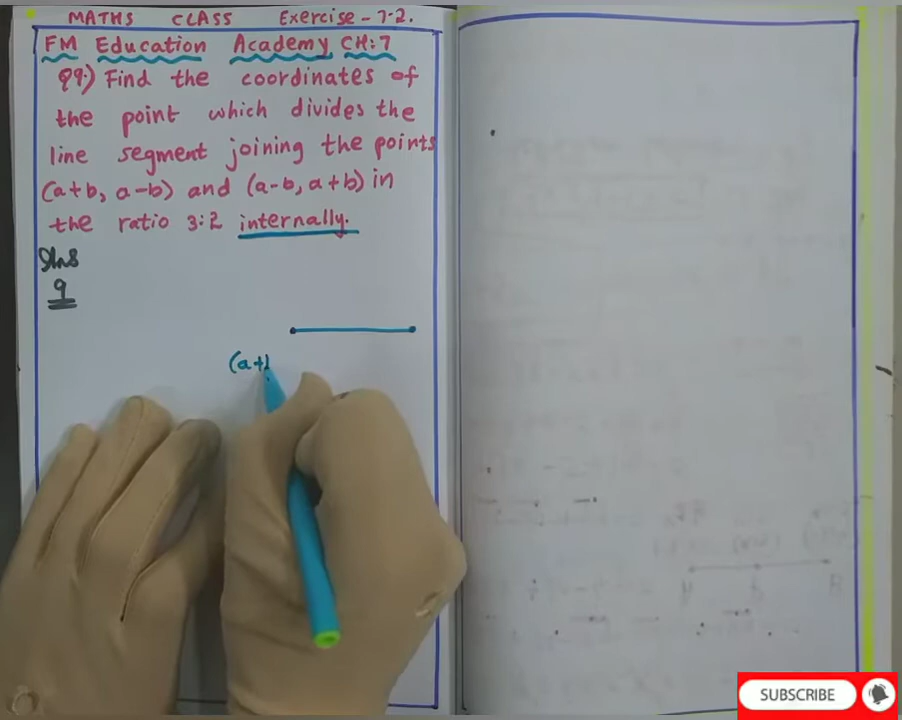 MATHS CLASS Exercise - 7.2.
FM Education Academy CH:7
Q9.) Find the coordinates of
the point which divides the
line segment joining the points
(a+b, a-b) and (a-b, a+b) in
the ratio 3:2 internally.
Ans
9
(a+
SUBSCRIBE